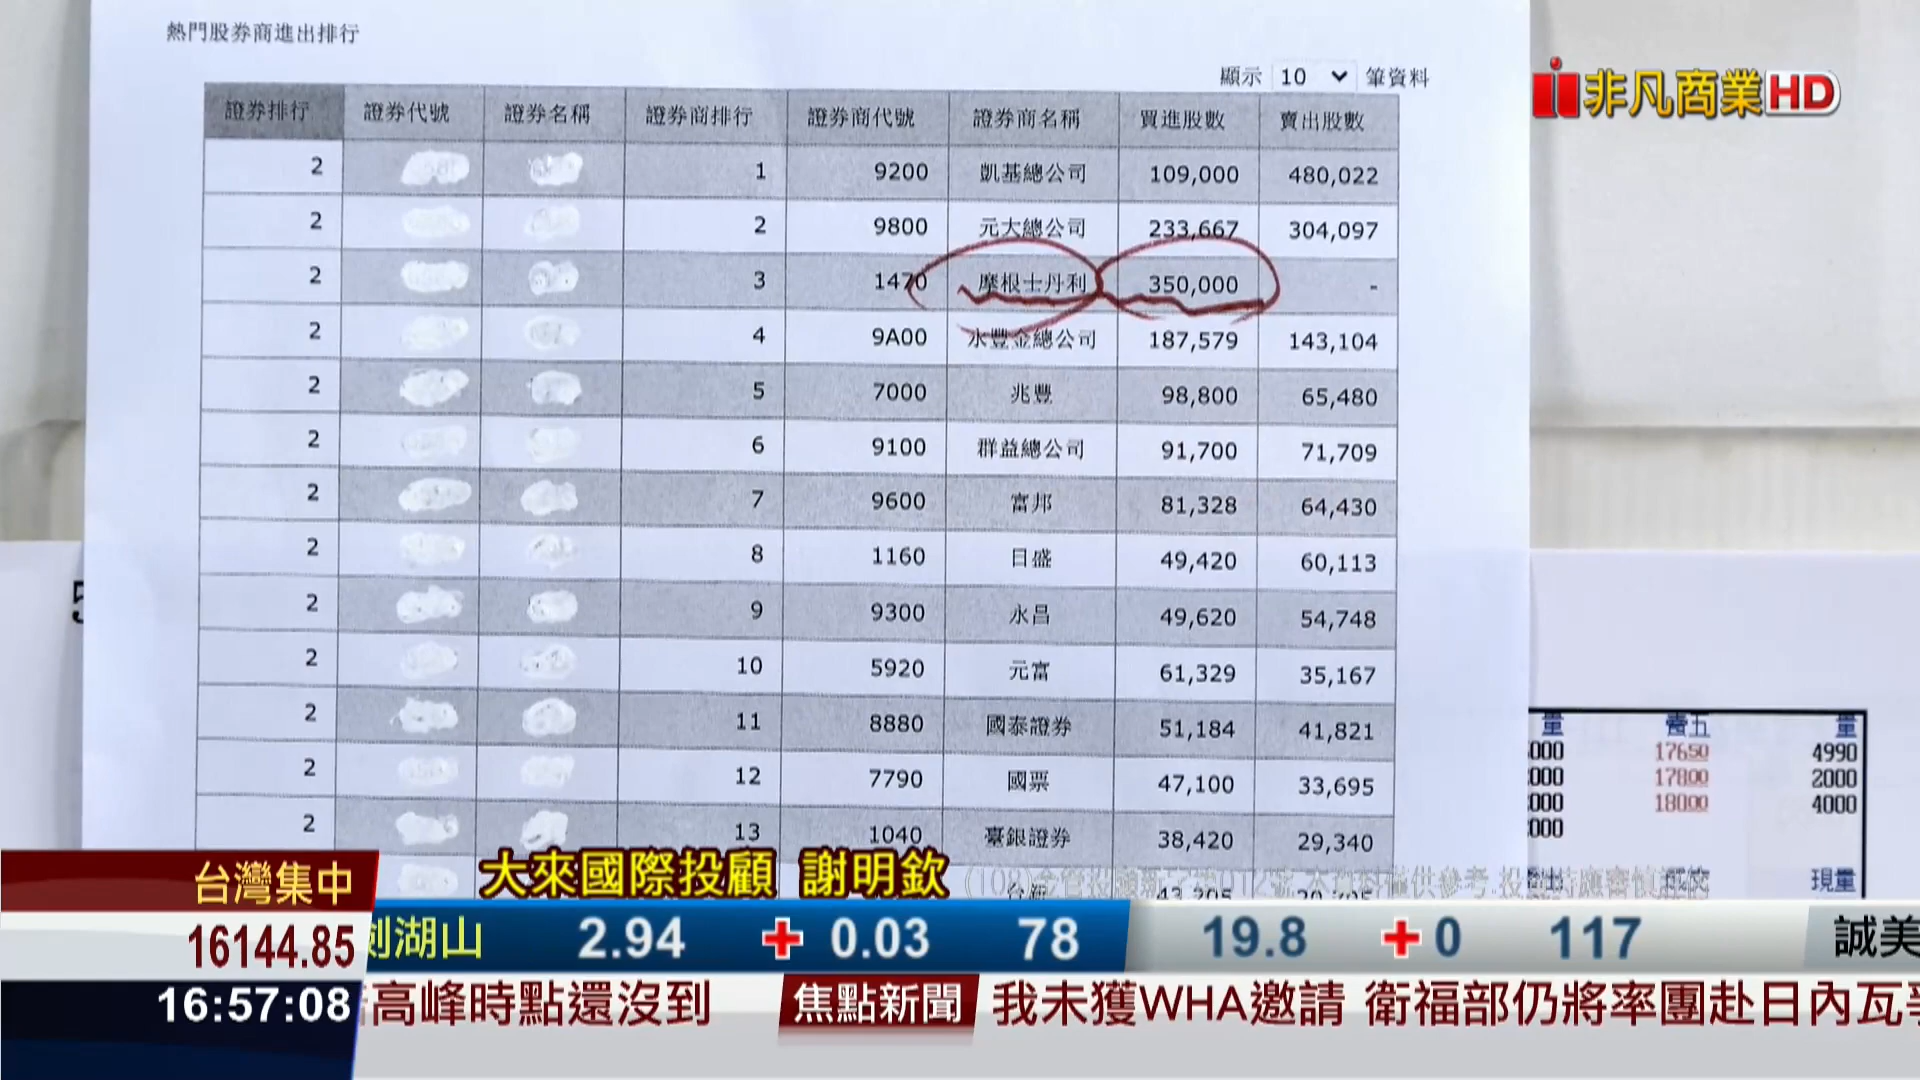 熱門股券商進出排行
顯示 10 筆資料
非凡商業HD
證券排行 證券代號 證券名稱 證券商排行 證券商代號 證券商名稱 買進股數 賣出股數
2 1 9200 凱基總公司 109,000 480,022
2 2 9800 元大總公司 233,667 304,097
2 3 1470 摩根士丹利 350,000 -
2 4 9A00 永豐金總公司 187,579 143,104
2 5 7000 兆豐 98,800 65,480
2 6 9100 群益總公司 91,700 71,709
2 7 9600 富邦 81,328 64,430
2 8 1160 日盛 49,420 60,113
2 9 9300 永昌 49,620 54,748
2 10 5920 元富 61,329 35,167
2 11 8880 國泰證券 51,184 41,821
2 12 7790 國票 47,100 33,695
2 13 1040 臺銀證券 38,420 29,340
量 壹五 量
000 17650 4990
000 17800 2000
000 18000 4000
000
現量
大來國際投顧 謝明欽
台灣集中
16144.85
劍湖山 2.94 + 0.03 78 19.8 + 0 117 誠美
16:57:08
高峰時點還沒到 焦點新聞 我未獲WHA邀請 衛福部仍將率團赴日內瓦